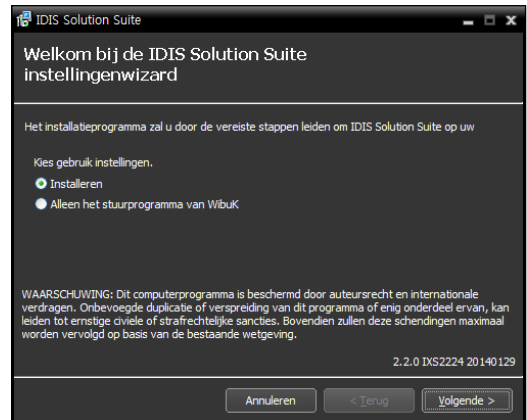 IDIS Solution Suite
Welkom bij de IDIS Solution Suite
instellingenwizard
Het installatieprogramma zal u door de vereiste stappen leiden om IDIS Solution Suite op uw
Kies gebruik instellingen.
Installeren
Alleen het stuurprogramma van WibuK
WAARSCHUWING: Dit computerprogramma is beschermd door auteursrecht en internationale
verdragen. Onbevoegde duplicatie of verspreiding van dit programma of enig onderdeel ervan, kan
leiden tot ernstige civiele of strafrechtelijke sancties. Bovendien zullen deze schendingen maximaal
worden vervolgd op basis van de bestaande wetgeving.
2.2.0 IXS2224 20140129
Annuleren
< Terug
Volgende >